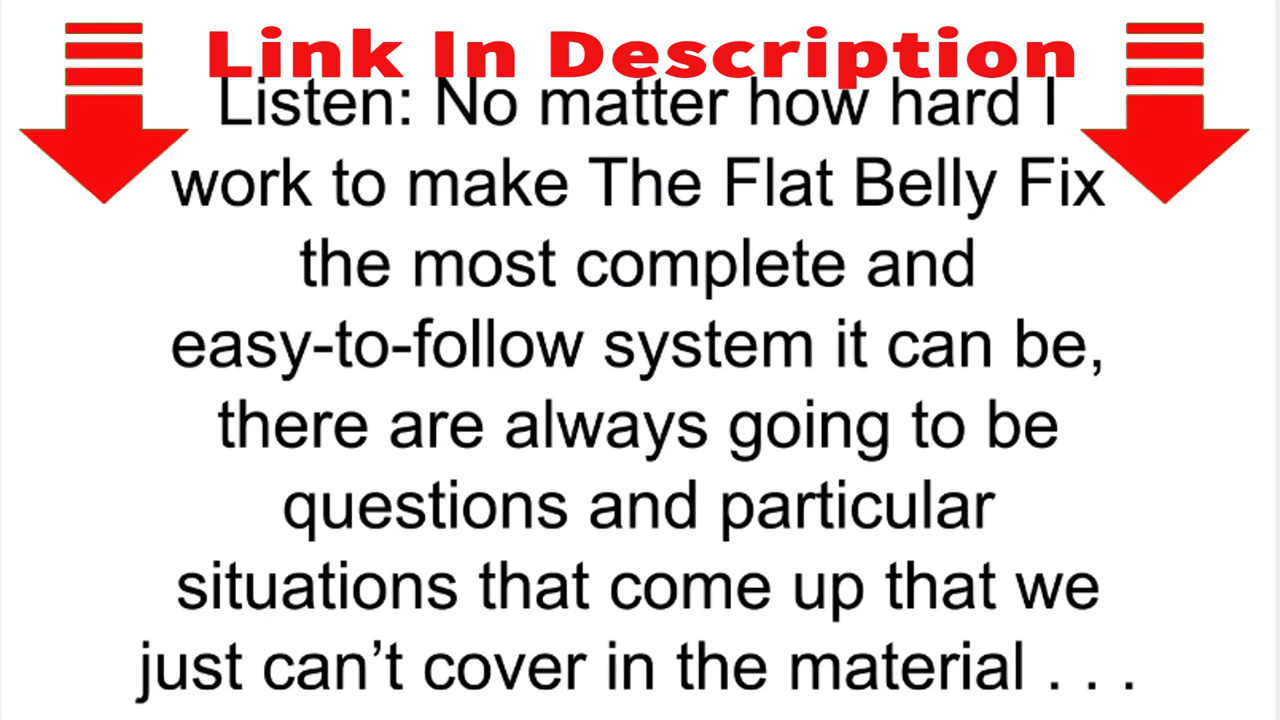 Link In Description
Listen: No matter how hard I
work to make The Flat Belly Fix
the most complete and
easy-to-follow system it can be,
there are always going to be
questions and particular
situations that come up that we
just can’t cover in the material . . .